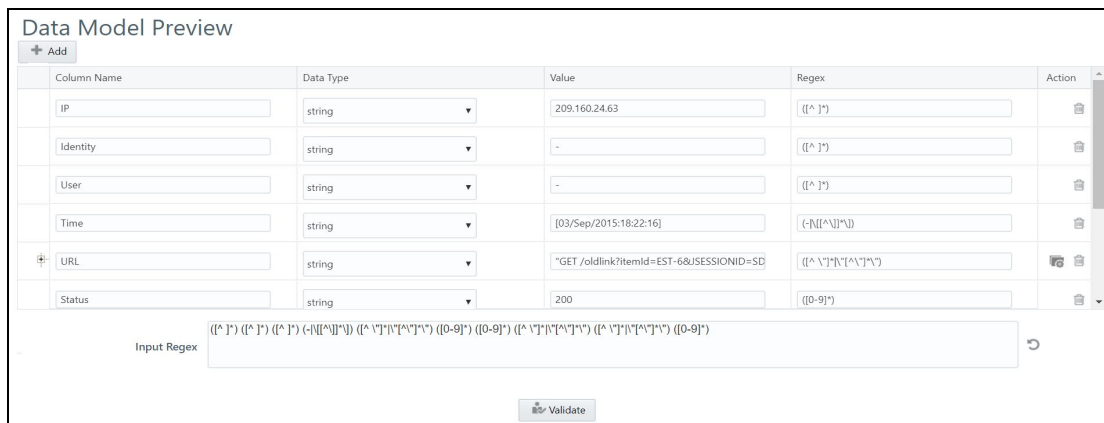 Data Model Preview
Add
Column Name Data Type Value Regex Action
IP string 209.160.24.63 ([^ ]*)
Identity string - ([^ ]*)
User string - ([^ ]*)
Time string [03/Sep/2015:18:22:16] (-|\[[^\]]*\])
URL string "GET /oldlink?itemId=EST-6&JSESSIONID=SD ([^ \"]*|\"[^\"]*\")
Status string 200 ([0-9]*)
([^ ]*) ([^ ]*) ([^ ]*) (-|\[[^\]]*\]) ([^ \"]*|\"[^\"]*\") ([0-9]*) ([0-9]*) ([^ \"]*|\"[^\"]*\") ([^ \"]*|\"[^\"]*\") ([0-9]*)
Input Regex
Validate